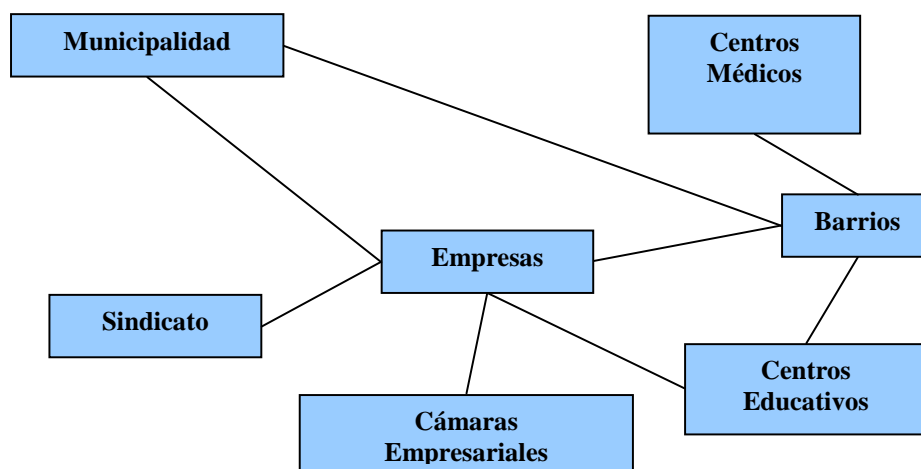 Municipalidad
Centros
Médicos
Barrios
Empresas
Sindicato
Centros
Educativos
Cámaras
Empresariales